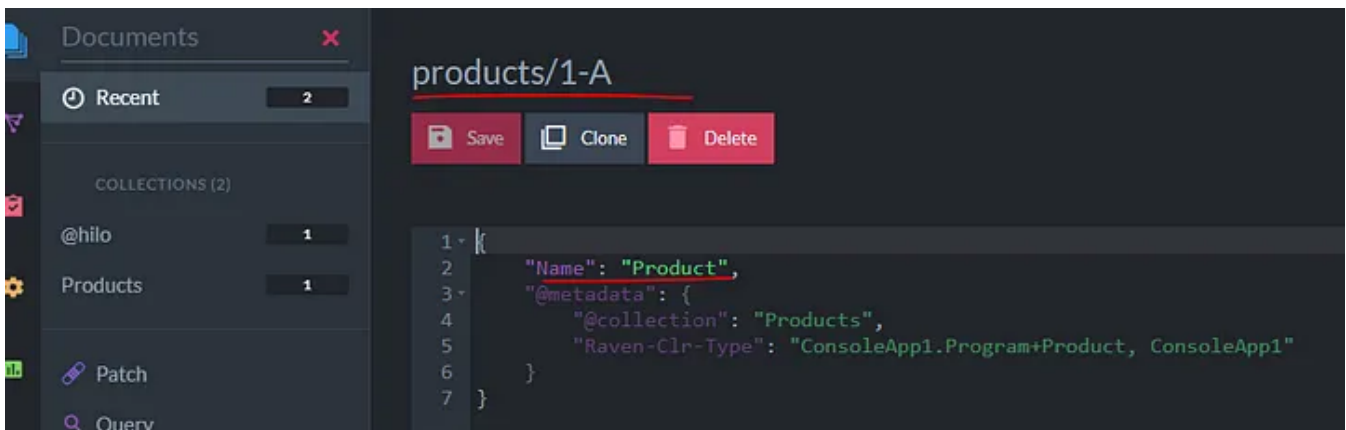 Documents
Recent 2
COLLECTIONS (2)
@hilo 1
Products 1
Patch
Query
products/1-A
Save Clone Delete
1 {
2 "Name": "Product",
3 "@metadata": {
4 "@collection": "Products",
5 "Raven-Clr-Type": "ConsoleApp1.Program+Product, ConsoleApp1"
6 }
7 }